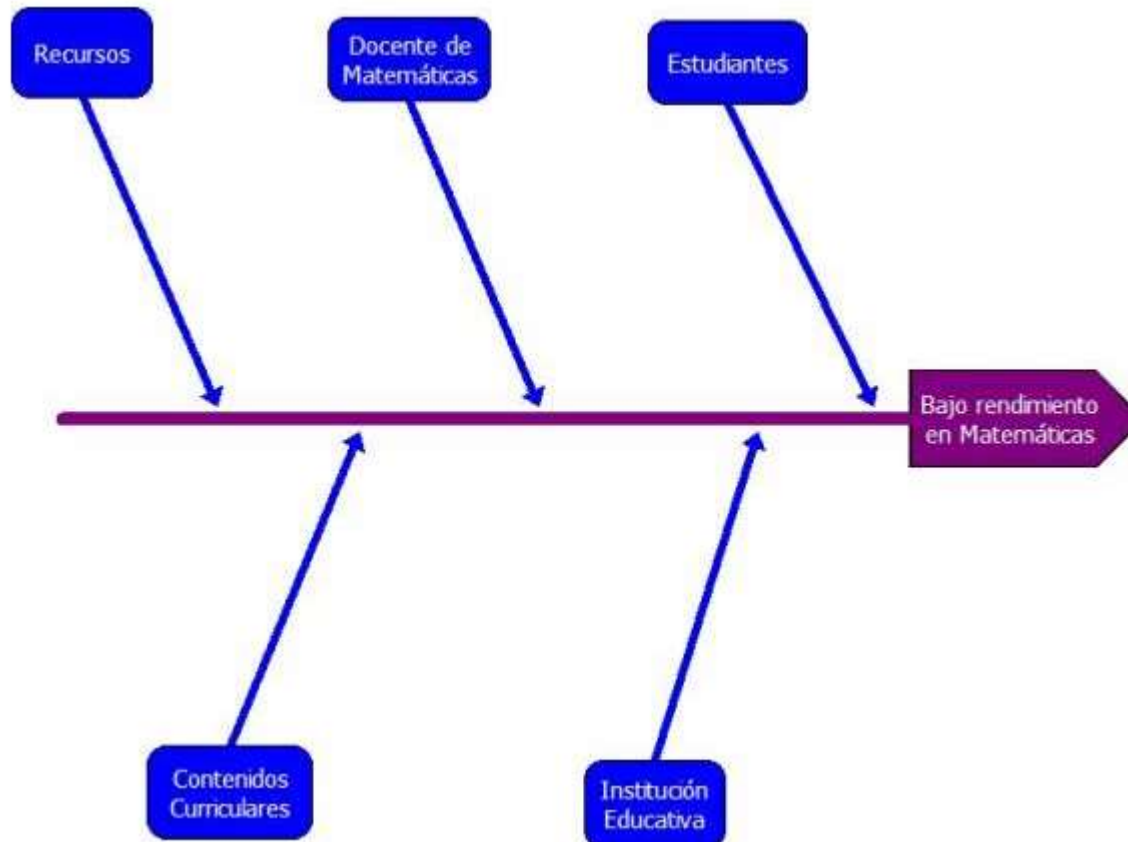 Recursos
Docente de
Matemáticas
Estudiantes
Bajo rendimiento
en Matemáticas
Contenidos
Curriculares
Institución
Educativa